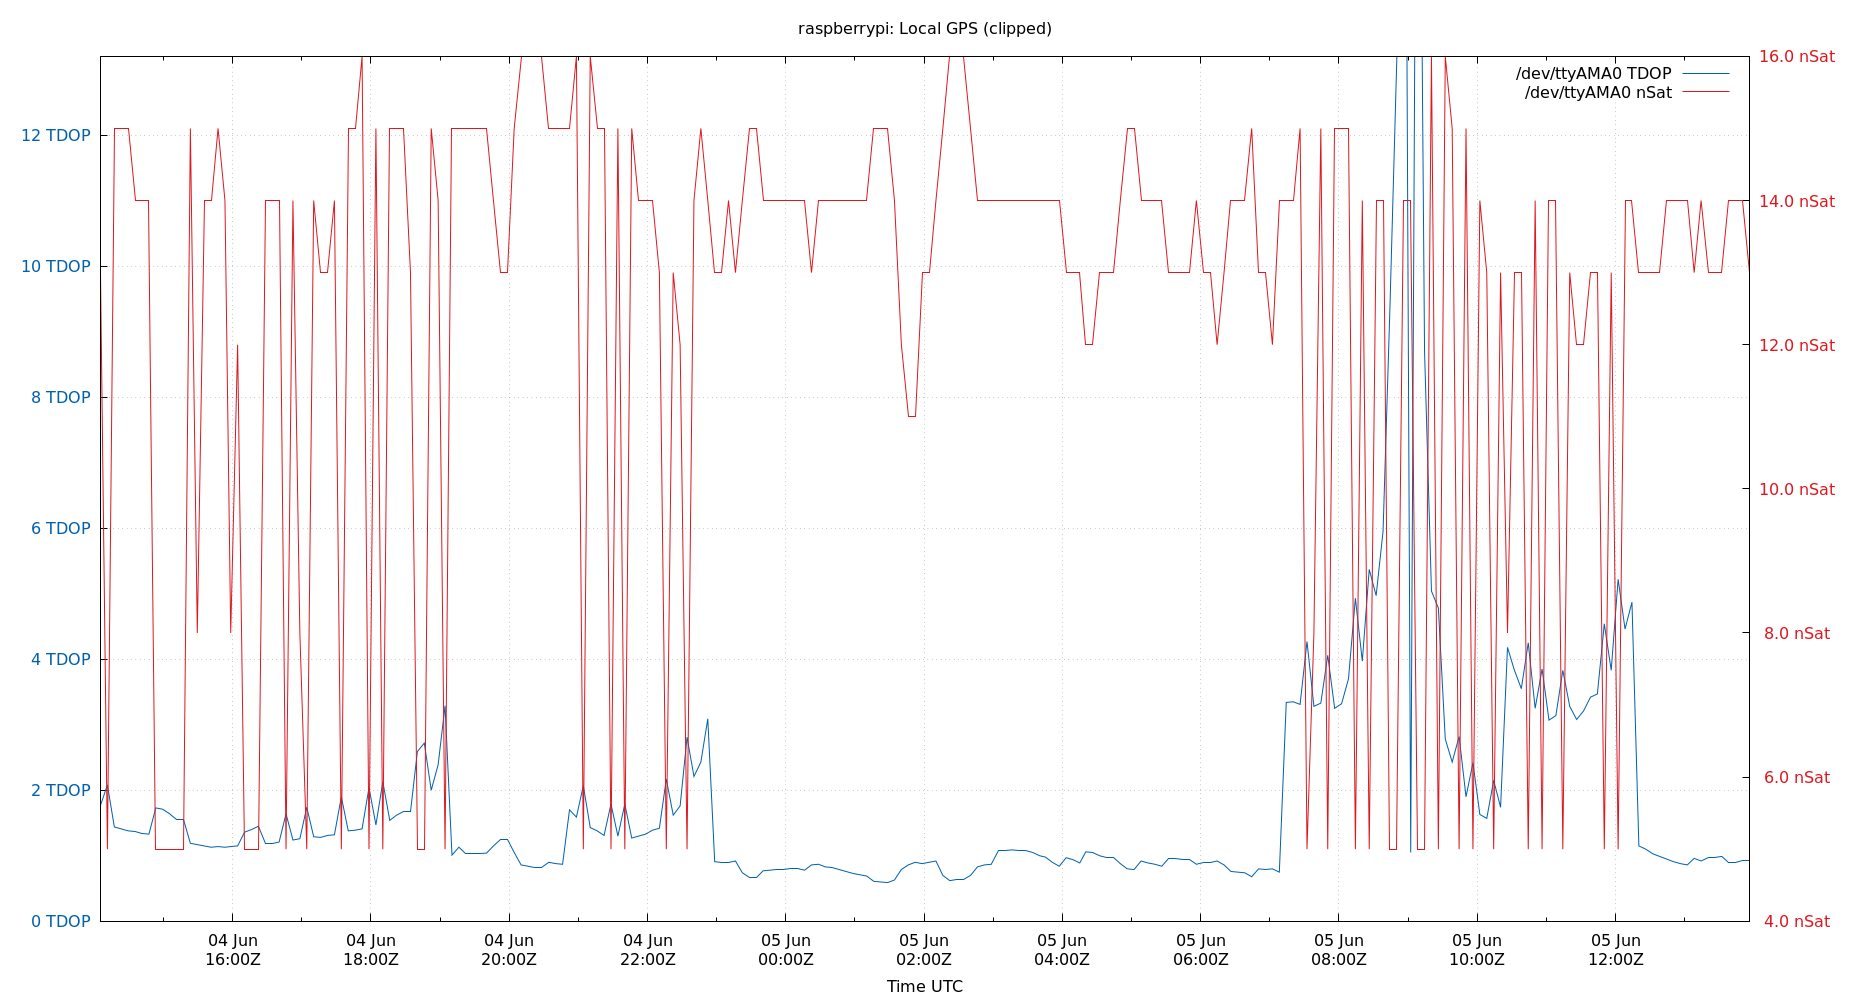 raspberrypi: Local GPS (clipped)
/dev/ttyAMA0 TDOP
/dev/ttyAMA0 nSat
12 TDOP
10 TDOP
8 TDOP
6 TDOP
4 TDOP
2 TDOP
0 TDOP
16.0 nSat
14.0 nSat
12.0 nSat
10.0 nSat
8.0 nSat
6.0 nSat
4.0 nSat
04 Jun
16:00Z
04 Jun
18:00Z
04 Jun
20:00Z
04 Jun
22:00Z
05 Jun
00:00Z
05 Jun
02:00Z
05 Jun
04:00Z
05 Jun
06:00Z
05 Jun
08:00Z
05 Jun
10:00Z
05 Jun
12:00Z
Time UTC